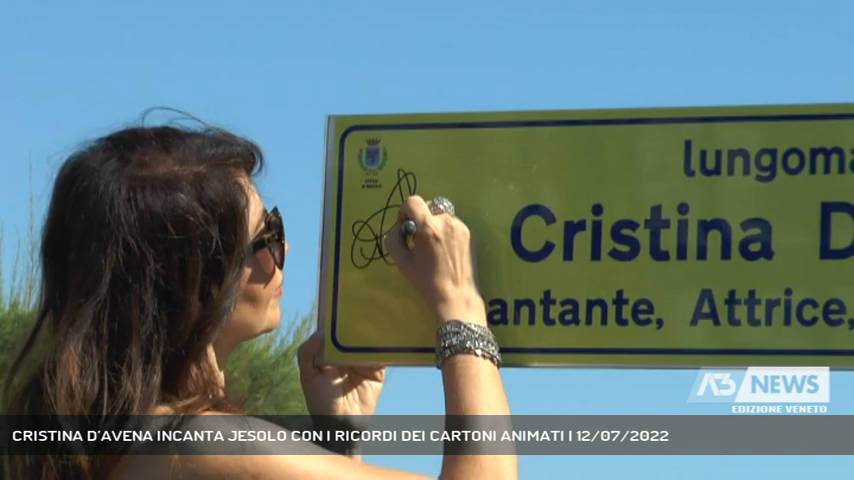 lungoma
Cristina D
antante, Attrice,
A3 NEWS
EDIZIONE VENETO
CRISTINA D'AVENA INCANTA JESOLO CON I RICORDI DEI CARTONI ANIMATI | 12/07/2022